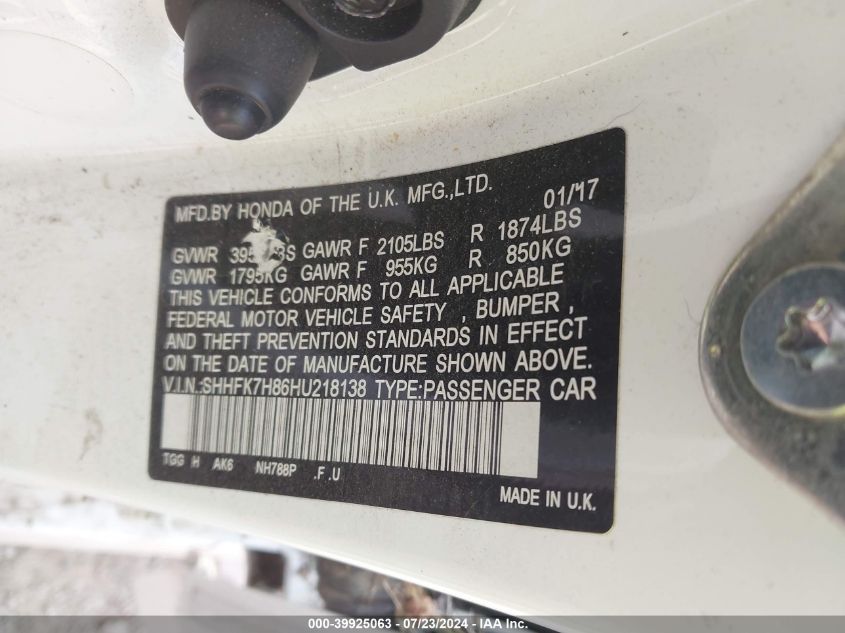 MFD.BY HONDA OF THE U.K. MFG.,LTD. 01/17
GVWR GAWR F 2105LBS R 1874LBS
GVWR 1795KG GAWR F 955KG R 850KG
THIS VEHICLE CONFORMS TO ALL APPLICABLE
FEDERAL MOTOR VEHICLE SAFETY , BUMPER ,
AND THEFT PREVENTION STANDARDS IN EFFECT
ON THE DATE OF MANUFACTURE SHOWN ABOVE.
V.I.N.:SHHFK7H86HU218138 TYPE:PASSENGER CAR
TGG H AK6 NH788P .F .U
MADE IN U.K.
COPY - 39925063 - 07/23/2024 - IAA Inc.